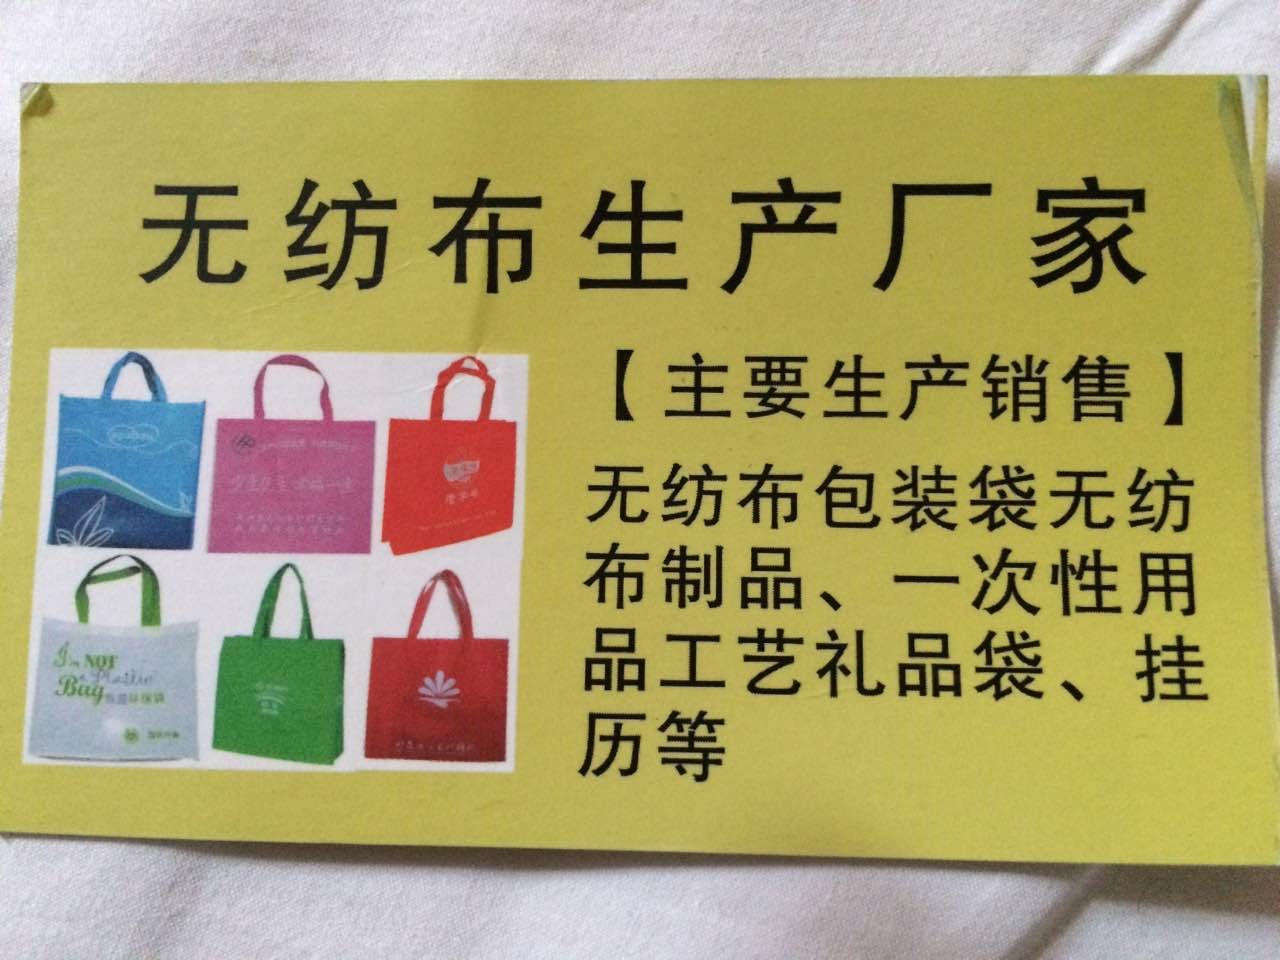 无纺布生产厂家
【主要生产销售】
无纺布包装袋无纺
布制品、一次性用
品工艺礼品袋、挂
历等
I'm NOT
a Plastic
Bag